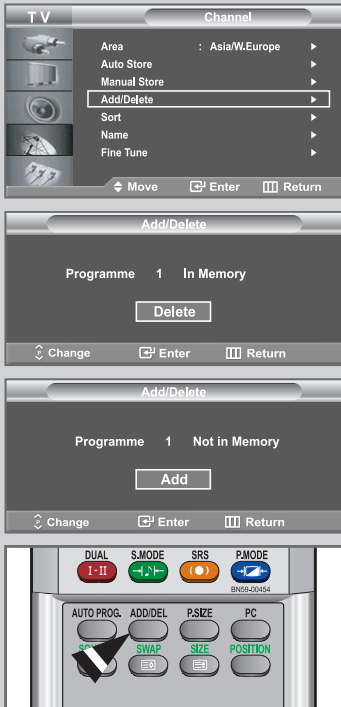 TV Channel
Area : Asia/W.Europe
Auto Store
Manual Store
Add/Delete
Sort
Name
Fine Tune
Move Enter Return
Add/Delete
Programme 1 In Memory
Delete
P Change Enter Return
Add/Delete
Programme 1 Not in Memory
Add
P Change Enter Return
DUAL S.MODE SRS P.MODE
I-II
BN59-00454
AUTO PROG. ADD/DEL P.SIZE PC
SWAP SIZE POSITION